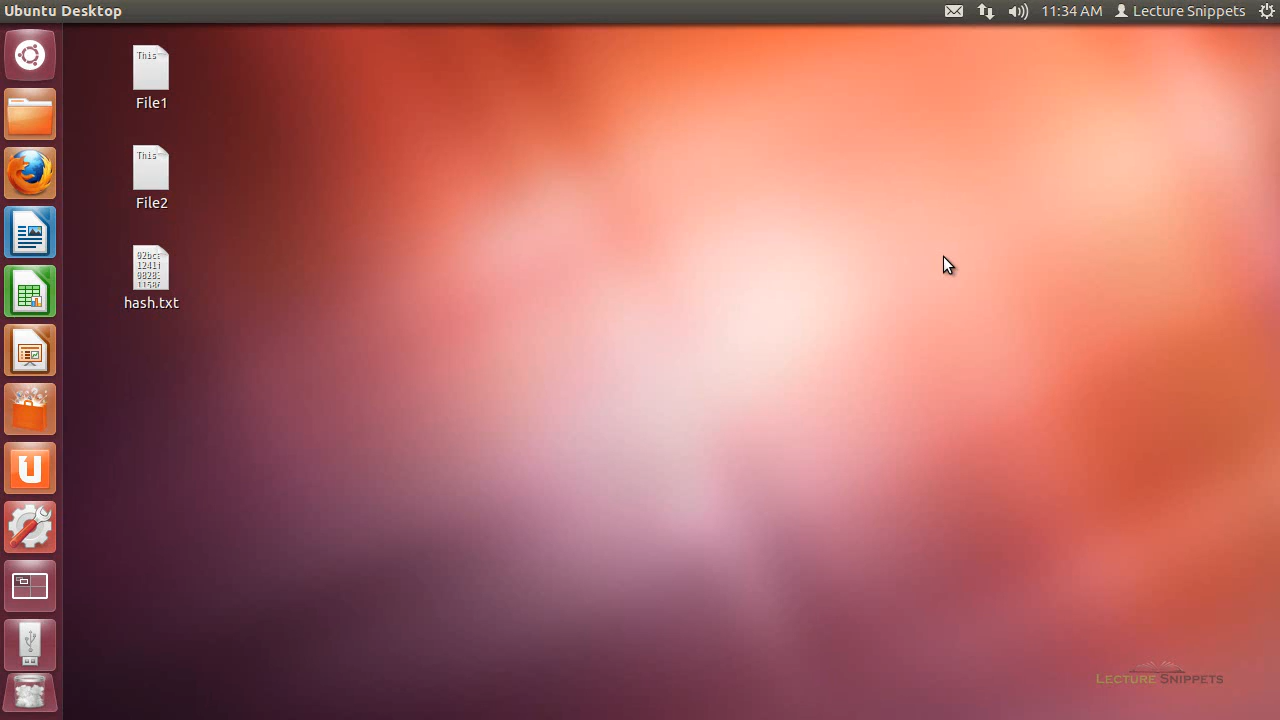 Ubuntu Desktop
11:34 AM Lecture Snippets
This
File1
This
File2
hash.txt
LECTURE SNIPPETS